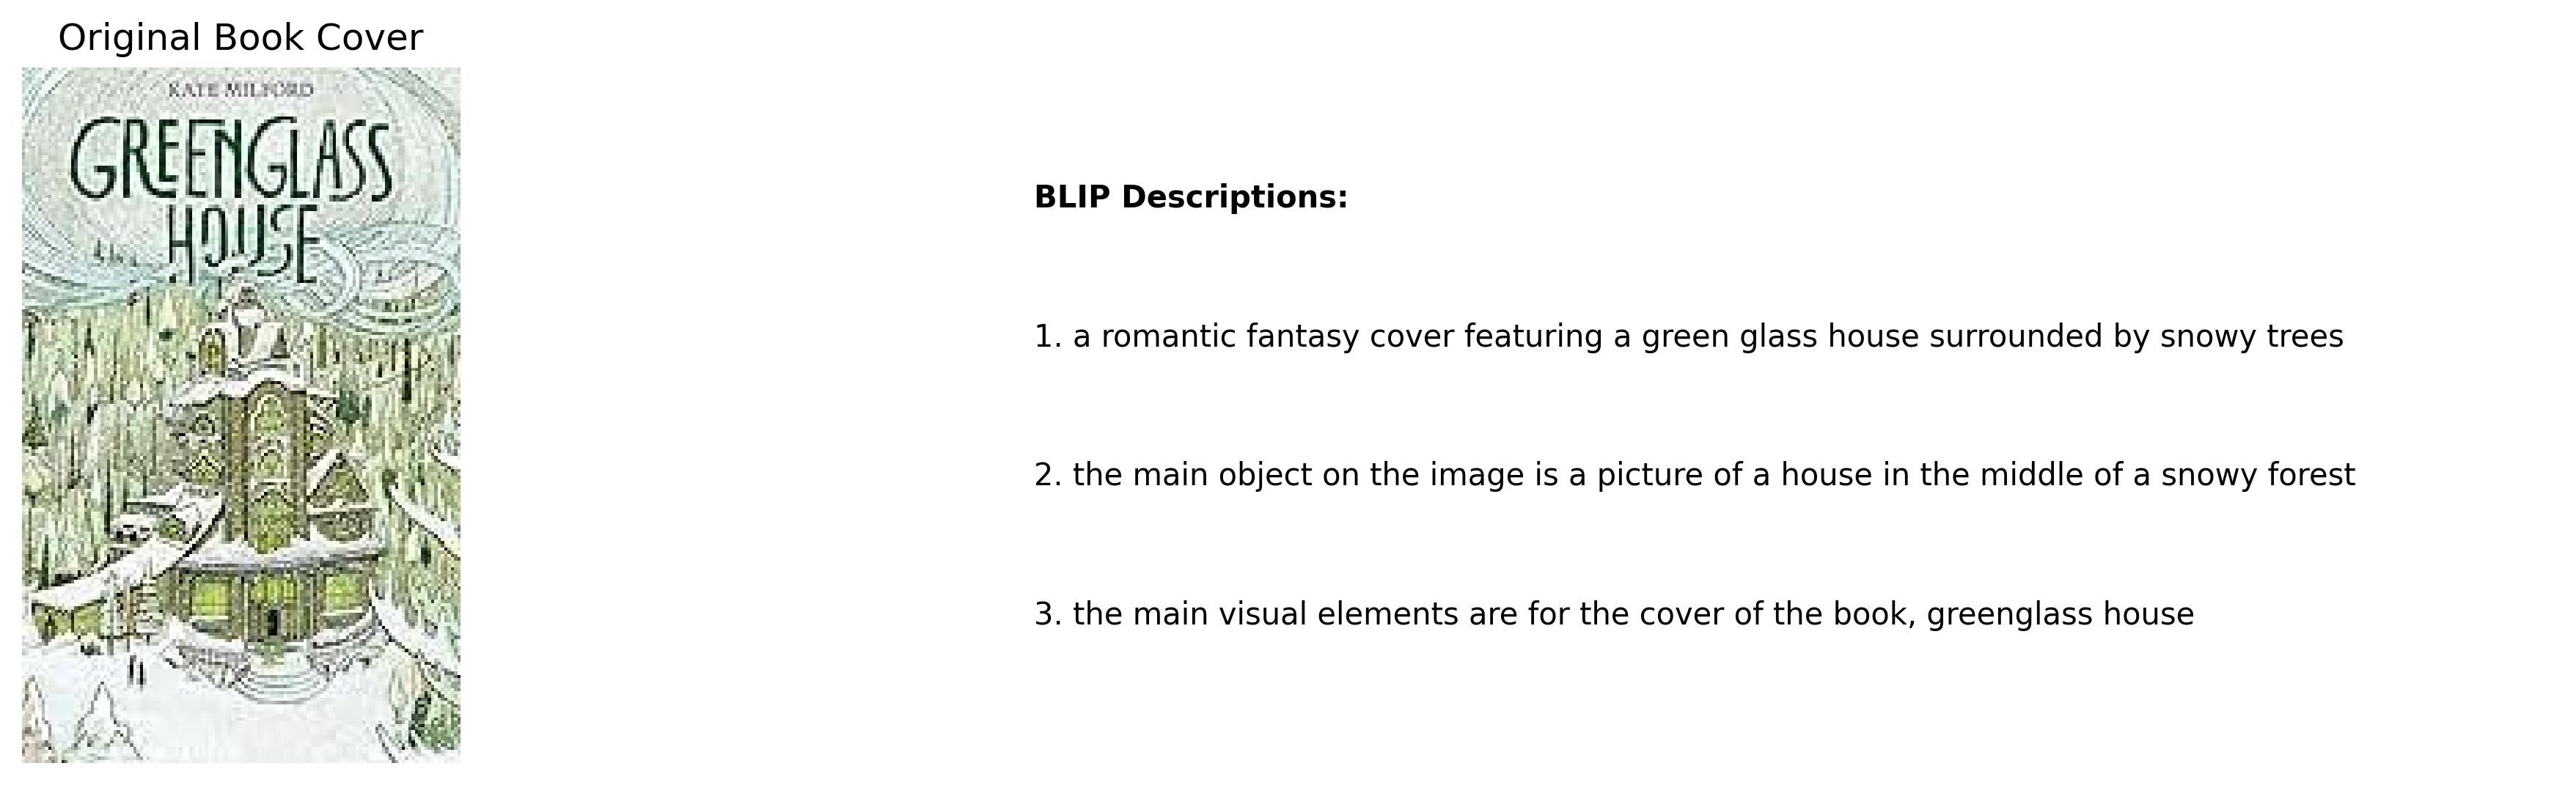 Original Book Cover
KATE MILFORD
GREENGLASS
HOUSE
BLIP Descriptions:
1. a romantic fantasy cover featuring a green glass house surrounded by snowy trees
2. the main object on the image is a picture of a house in the middle of a snowy forest
3. the main visual elements are for the cover of the book, greenglass house